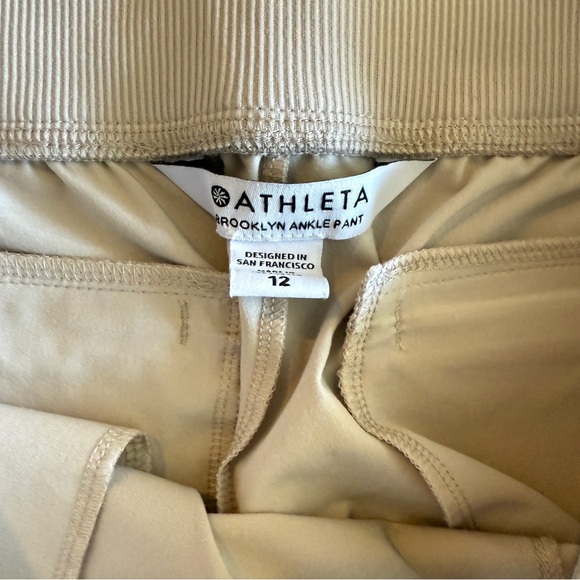 ATHLETA
BROOKLYN ANKLE PANT
DESIGNED IN
SAN FRANCISCO
12